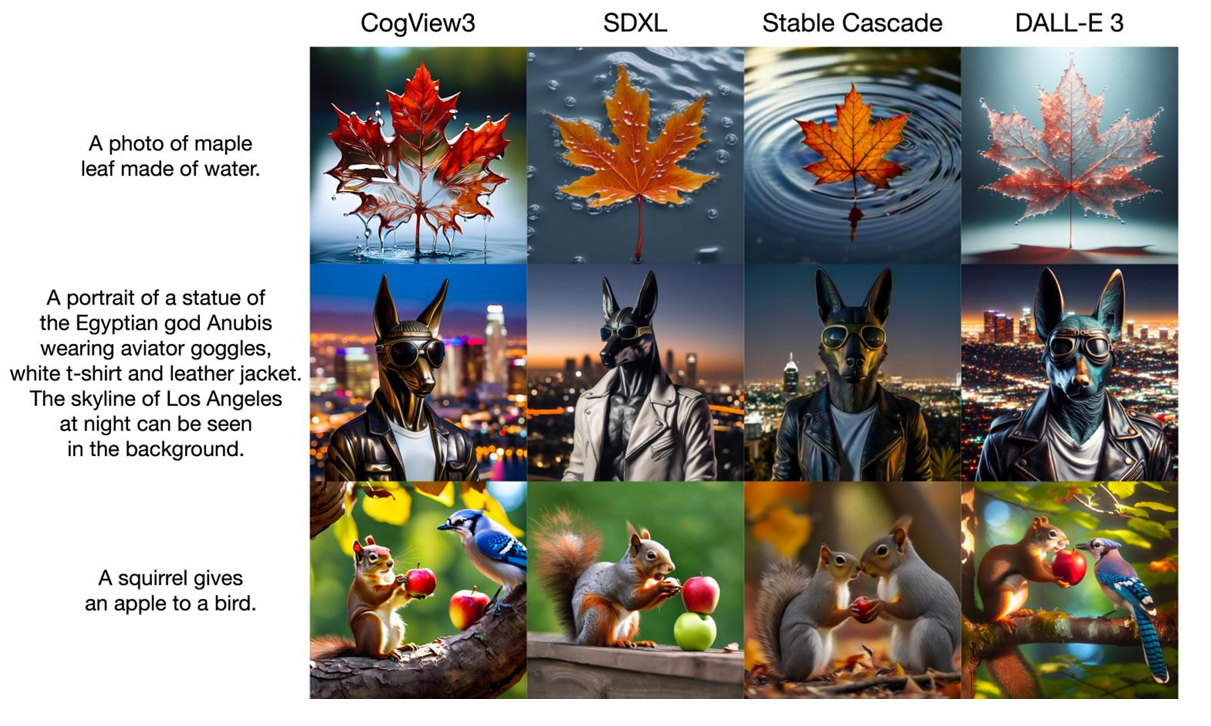 CogView3
SDXL
Stable Cascade
DALL-E 3
A photo of maple
leaf made of water.
A portrait of a statue of
the Egyptian god Anubis
wearing aviator goggles,
white t-shirt and leather jacket.
The skyline of Los Angeles
at night can be seen
in the background.
A squirrel gives
an apple to a bird.